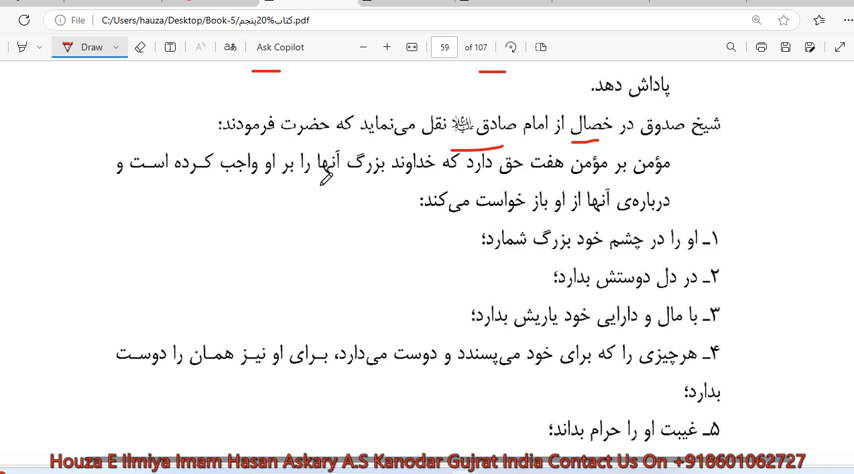 File
C:/Users/hauza/Desktop/Book-5/کتاب%20پنجم.pdf
Draw
Ask Copilot
59 of 107
پاداش دهد.
شیخ صدوق در خصال از امام صادق علیه‌السلام نقل می‌نماید که حضرت فرمودند:
مؤمن بر مؤمن هفت حق دارد که خداوند بزرگ آنها را بر او واجب کرده است و
درباره‌ی آنها از او باز خواست می‌کند:
۱ـ او را در چشم خود بزرگ شمارد؛
۲ـ در دل دوستش بدارد؛
۳ـ با مال و دارایی خود یاریش بدارد؛
۴ـ هرچیزی را که برای خود می‌پسندد و دوست می‌دارد، برای او نیز همان را دوست
بدارد؛
۵ـ غیبت او را حرام بداند؛
Houza E Ilmiya Imam Hasan Askary A.S Kanodar Gujrat India Contact Us On +918601062727